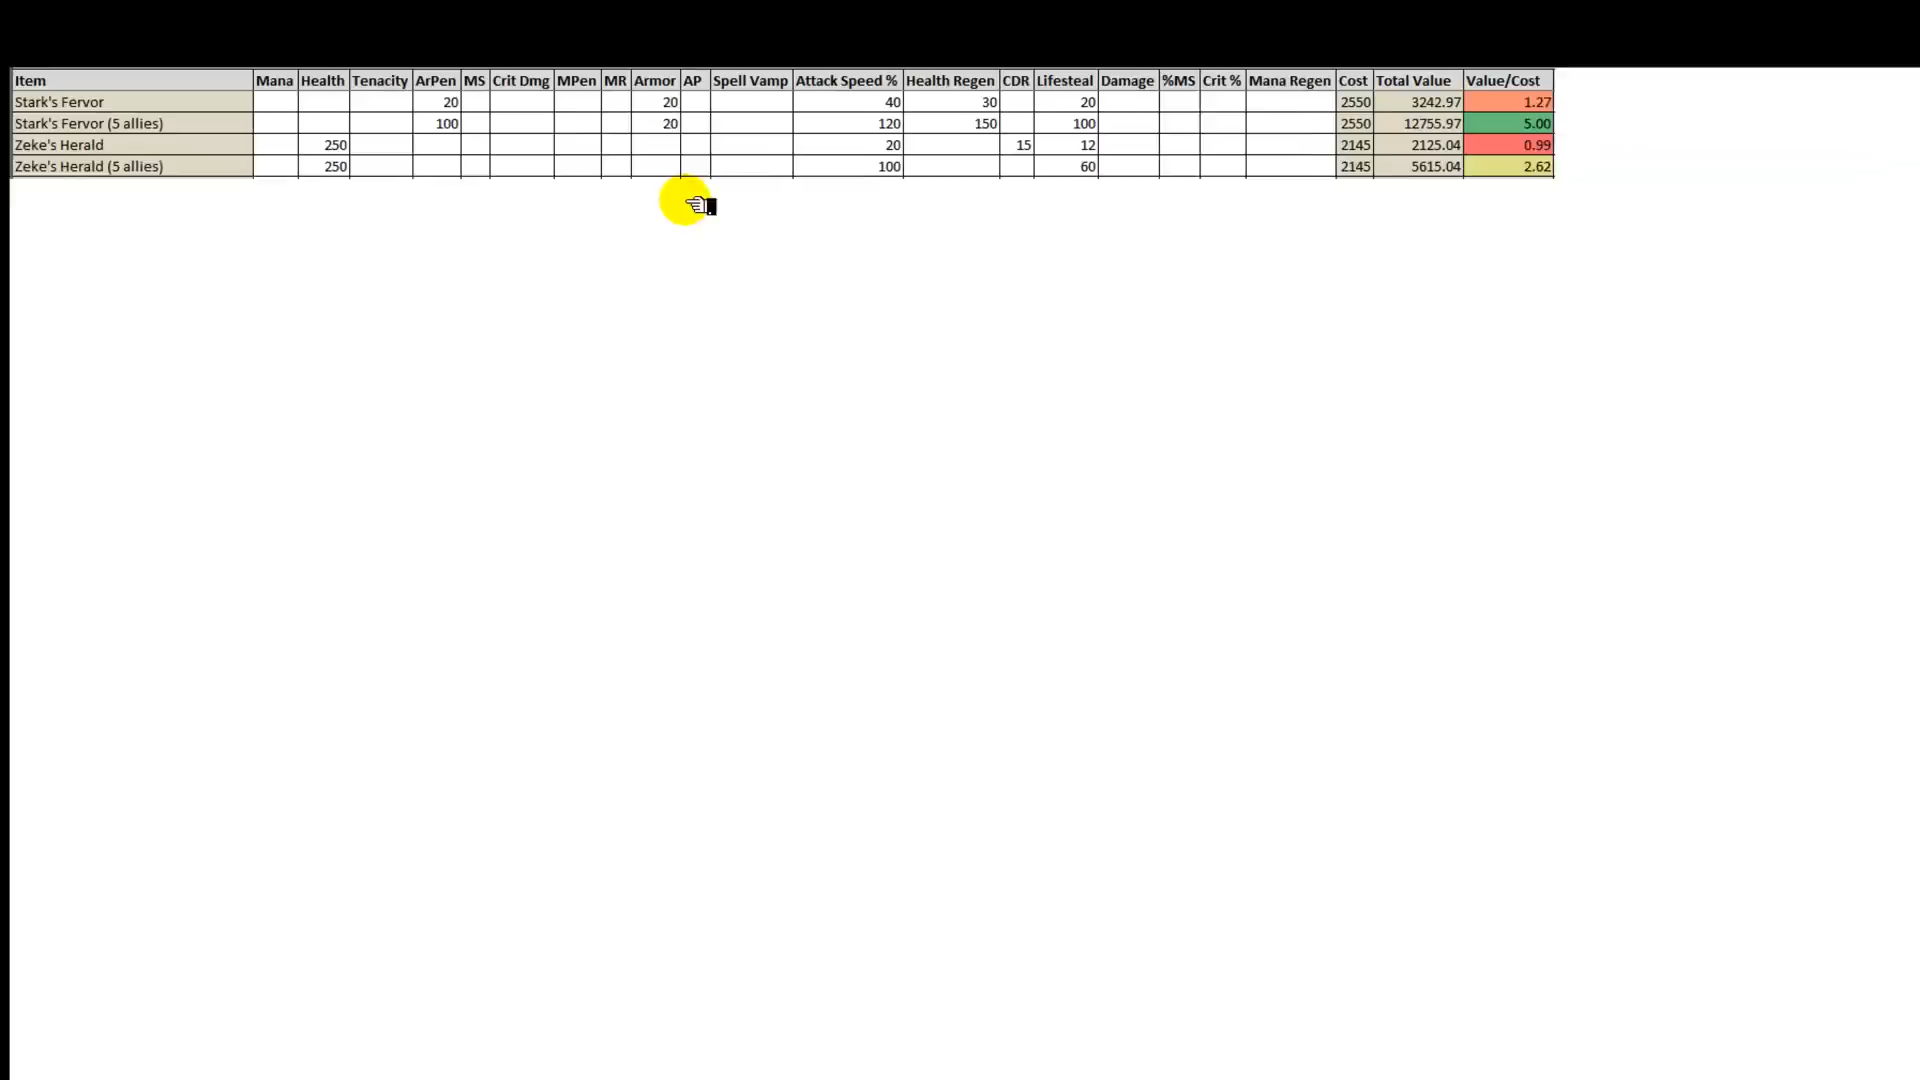 Item Mana Health Tenacity ArPen MS Crit Dmg MPen MR Armor AP Spell Vamp Attack Speed % Health Regen CDR Lifesteal Damage %MS Crit % Mana Regen Cost Total Value Value/Cost
Stark's Fervor 20 20 40 30 20 2550 3242.97 1.27
Stark's Fervor (5 allies) 100 20 120 150 100 2550 12755.97 5.00
Zeke's Herald 250 20 15 12 2145 2125.04 0.99
Zeke's Herald (5 allies) 250 100 60 2145 5615.04 2.62